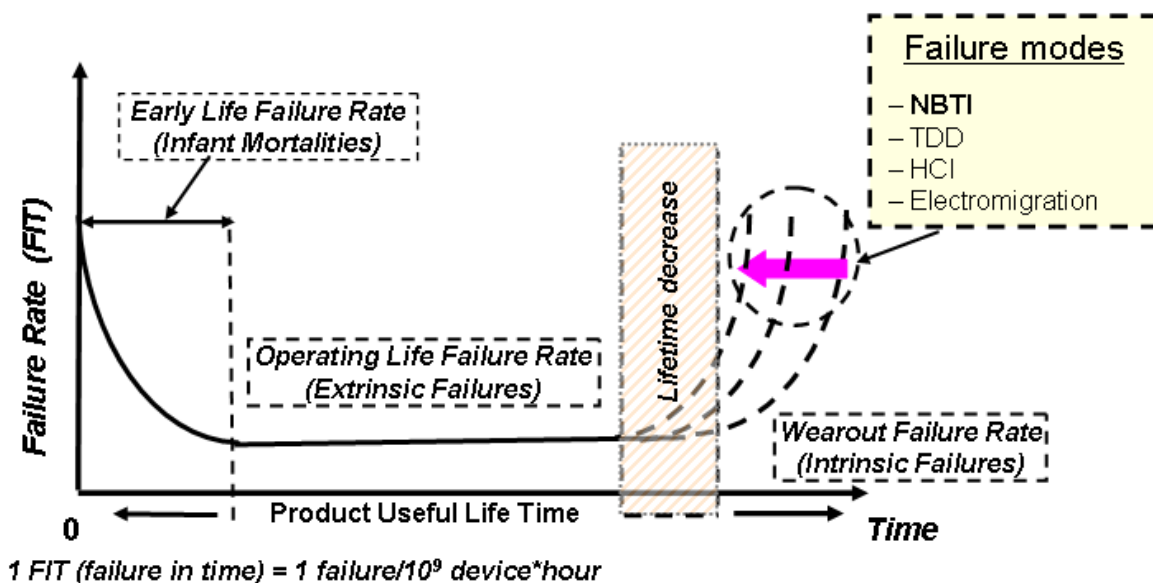 Failure modes
– NBTI
– TDD
– HCI
– Electromigration
Early Life Failure Rate
(Infant Mortalities)
Failure Rate (FIT)
Lifetime decrease
Operating Life Failure Rate
(Extrinsic Failures)
Wearout Failure Rate
(Intrinsic Failures)
0
Product Useful Life Time
Time
1 FIT (failure in time) = 1 failure/10⁹ device*hour